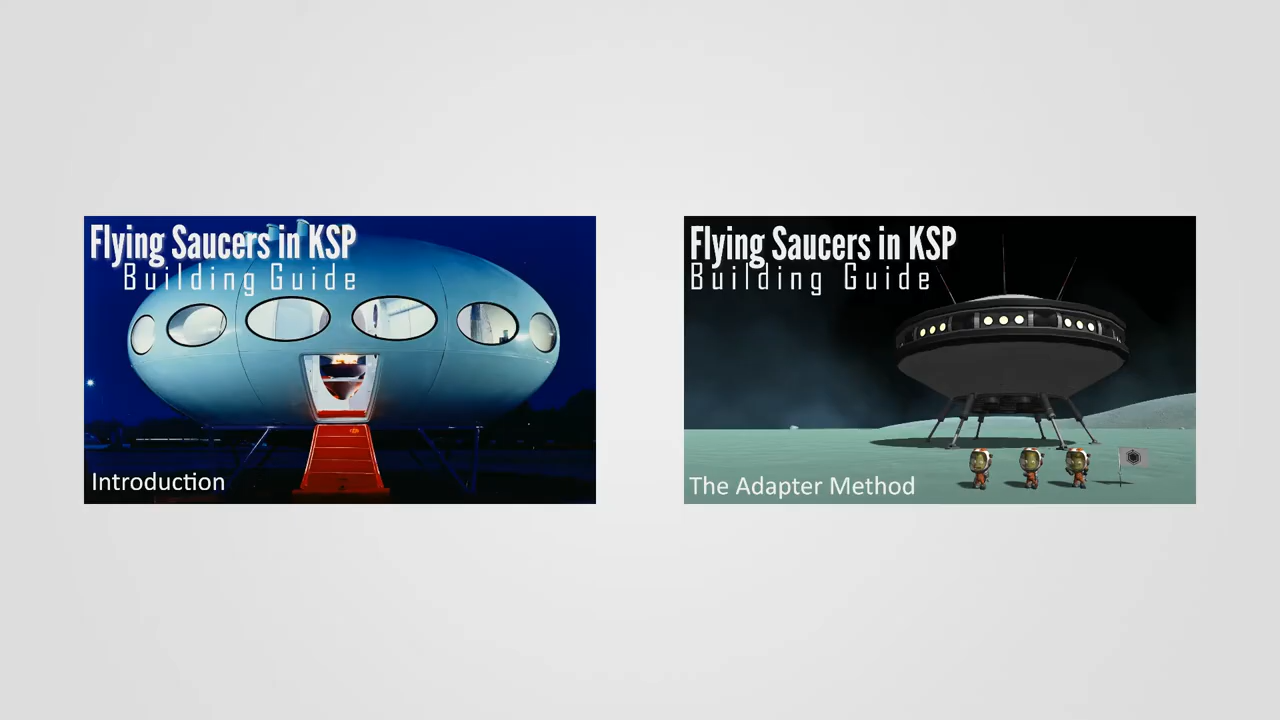 Flying Saucers in KSP
Building Guide
Introduction
Flying Saucers in KSP
Building Guide
The Adapter Method